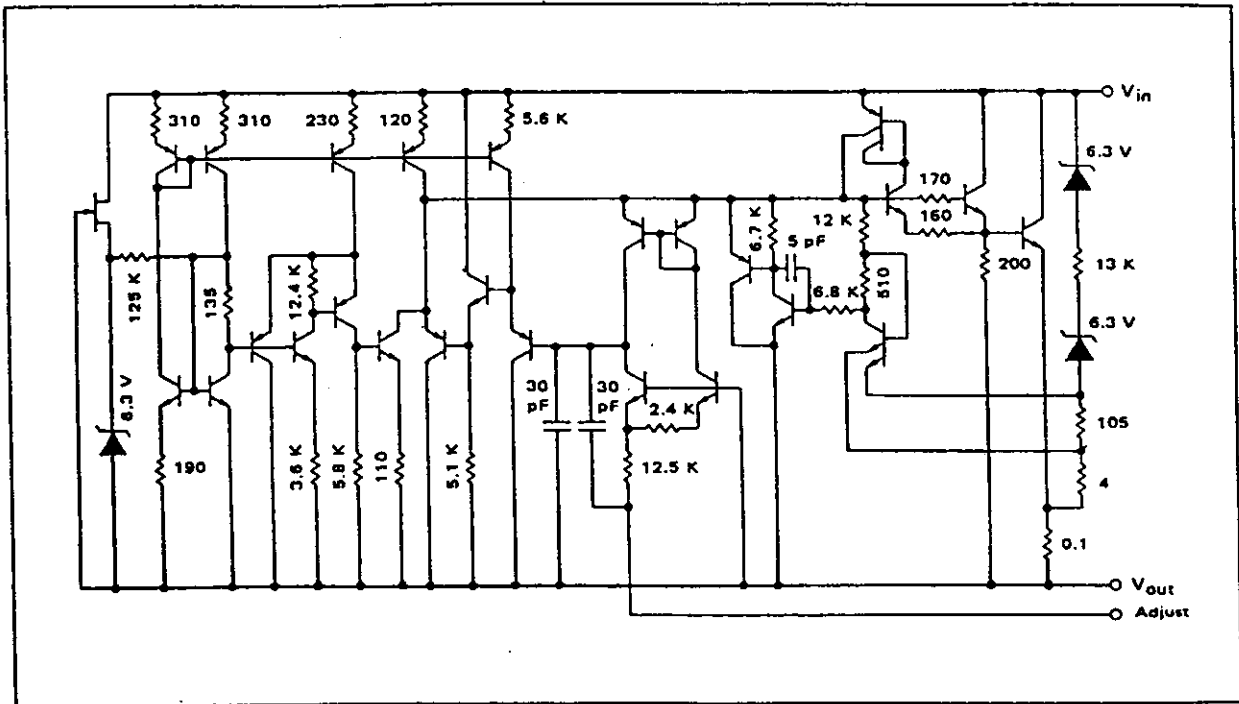 V_in
310
310
230
120
5.6 K
6.3 V
170
160
12 K
6.7 K
5 pF
200
13 K
125 K
135
12.4 K
6.8 K
510
6.3 V
6.3 V
30
pF
30
pF
2.4 K
105
190
3.6 K
5.8 K
110
5.1 K
12.5 K
4
0.1
V_out
Adjust